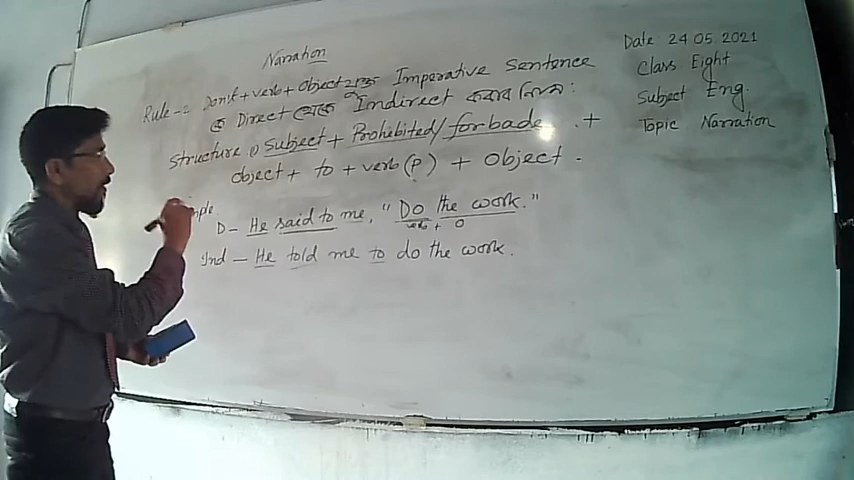 Narration
Date 24 05 2021
Class Eight
Subject Eng.
Topic Narration
Rule-2 Don't + verb + Object যুক্ত Imperative Sentence
কে Direct থেকে Indirect করার নিয়ম:
Structure (i) Subject + Prohibited/forbade +
object + to + verb (P) + Object.
D- He said to me, "Do the work."
verb + O
Ind - He told me to do the work.